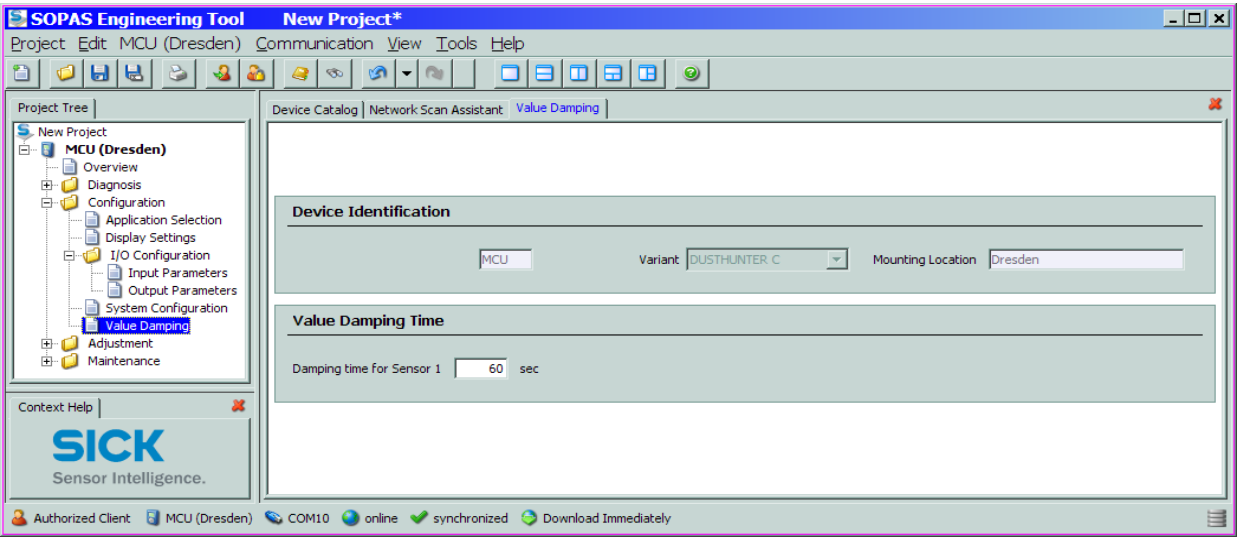 SOPAS Engineering Tool New Project*
Project Edit MCU (Dresden) Communication View Tools Help
Project Tree
New Project
MCU (Dresden)
Overview
Diagnosis
Configuration
Application Selection
Display Settings
I/O Configuration
Input Parameters
Output Parameters
System Configuration
Value Damping
Adjustment
Maintenance
Context Help
SICK
Sensor Intelligence.
Device Catalog Network Scan Assistant Value Damping
Device Identification
MCU Variant DUSTHUNTER C Mounting Location Dresden
Value Damping Time
Damping time for Sensor 1 60 sec
Authorized Client MCU (Dresden) COM10 online synchronized Download Immediately